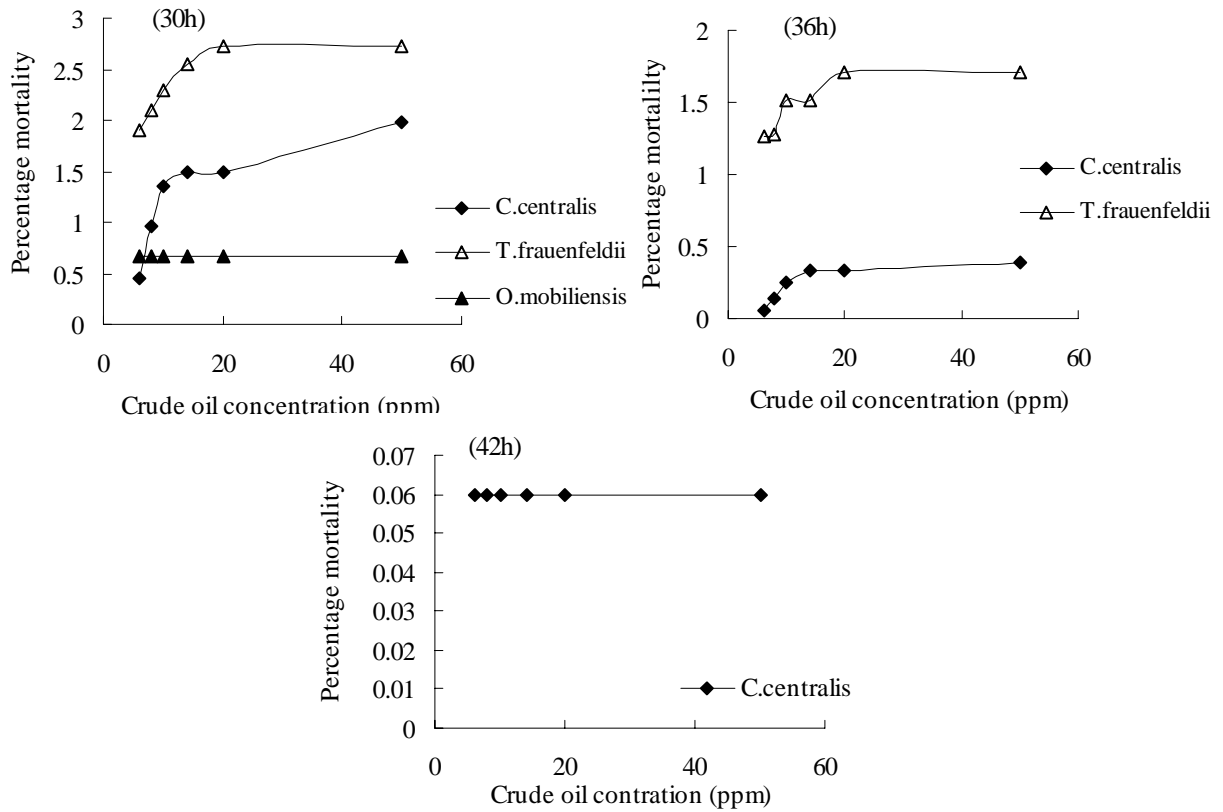 (30h)
Percentage mortality
3
2.5
2
1.5
1
0.5
0
0 20 40 60
Crude oil concentration (ppm)
C.centralis
T.frauenfeldii
O.mobiliensis
(36h)
Percentage mortalilty
2
1.5
1
0.5
0
0 20 40 60
Crude oil concentration (ppm)
C.centralis
T.frauenfeldii
(42h)
Percentage mortality
0.07
0.06
0.05
0.04
0.03
0.02
0.01
0
0 20 40 60
Crude oil contration (ppm)
C.centralis